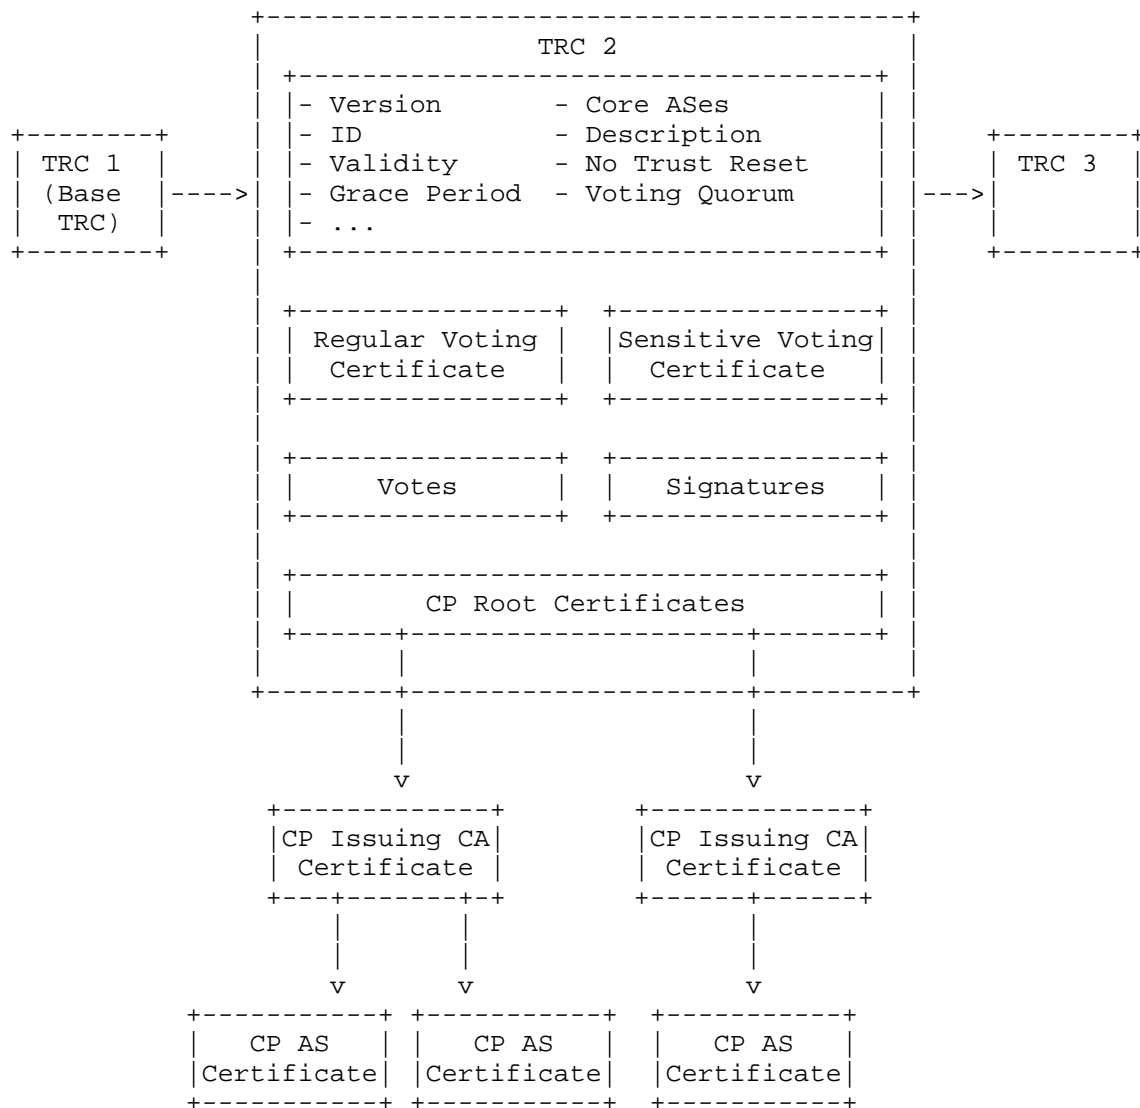 TRC 2
- Version - Core ASes
- ID - Description
- Validity - No Trust Reset
- Grace Period - Voting Quorum
- ...
TRC 1
(Base
TRC)
TRC 3
Regular Voting
Certificate
Sensitive Voting
Certificate
Votes
Signatures
CP Root Certificates
CP Issuing CA
Certificate
CP Issuing CA
Certificate
CP AS
Certificate
CP AS
Certificate
CP AS
Certificate